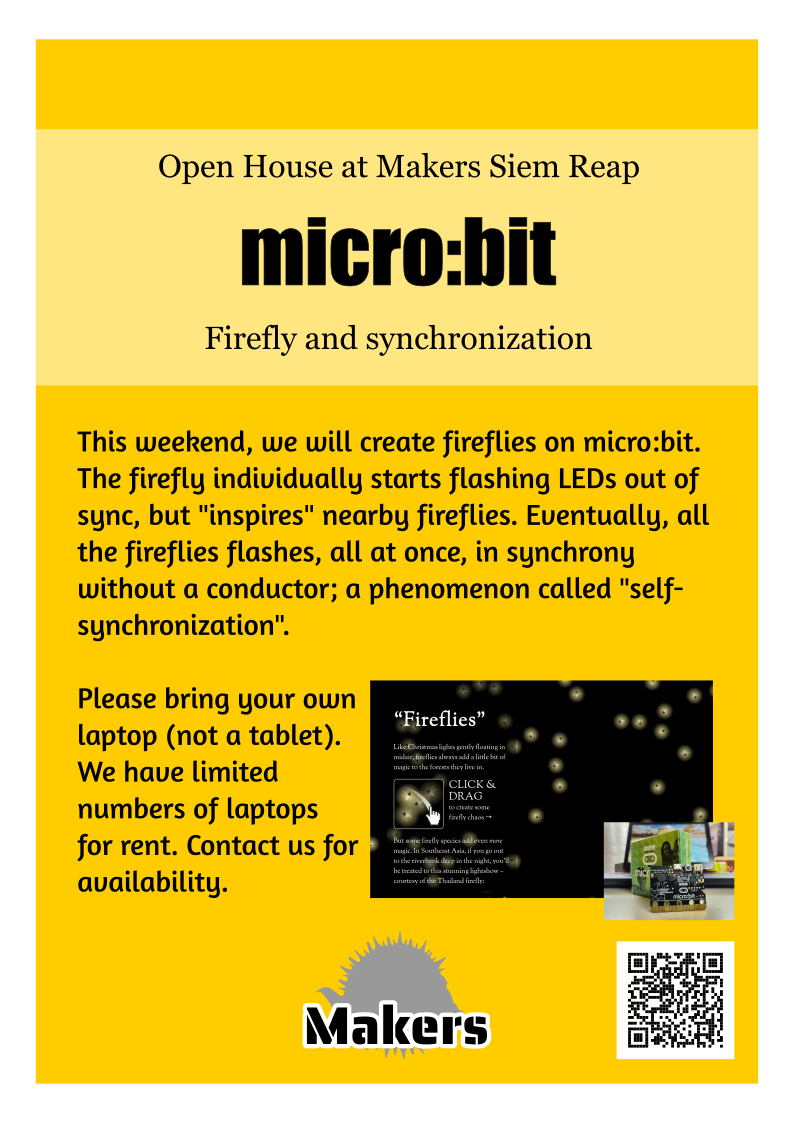 Open House at Makers Siem Reap
micro:bit
Firefly and synchronization
This weekend, we will create fireflies on micro:bit.
The firefly individually starts flashing LEDs out of
sync, but "inspires" nearby fireflies. Eventually, all
the fireflies flashes, all at once, in synchrony
without a conductor; a phenomenon called "self-
synchronization".
Please bring your own
laptop (not a tablet).
We have limited
numbers of laptops
for rent. Contact us for
availability.
“Fireflies”
Like Christmas lights gently floating in
midair, fireflies always add a little bit of
magic to the forests they live in.
CLICK &
DRAG
to create some
firefly chaos →
But some firefly species add even more
magic. In Southeast Asia, if you go out
to the riverbrook deep in the night, you'll
be treated to this stunning lightshow –
courtesy of the Thailand firefly:
micro:bit
Makers